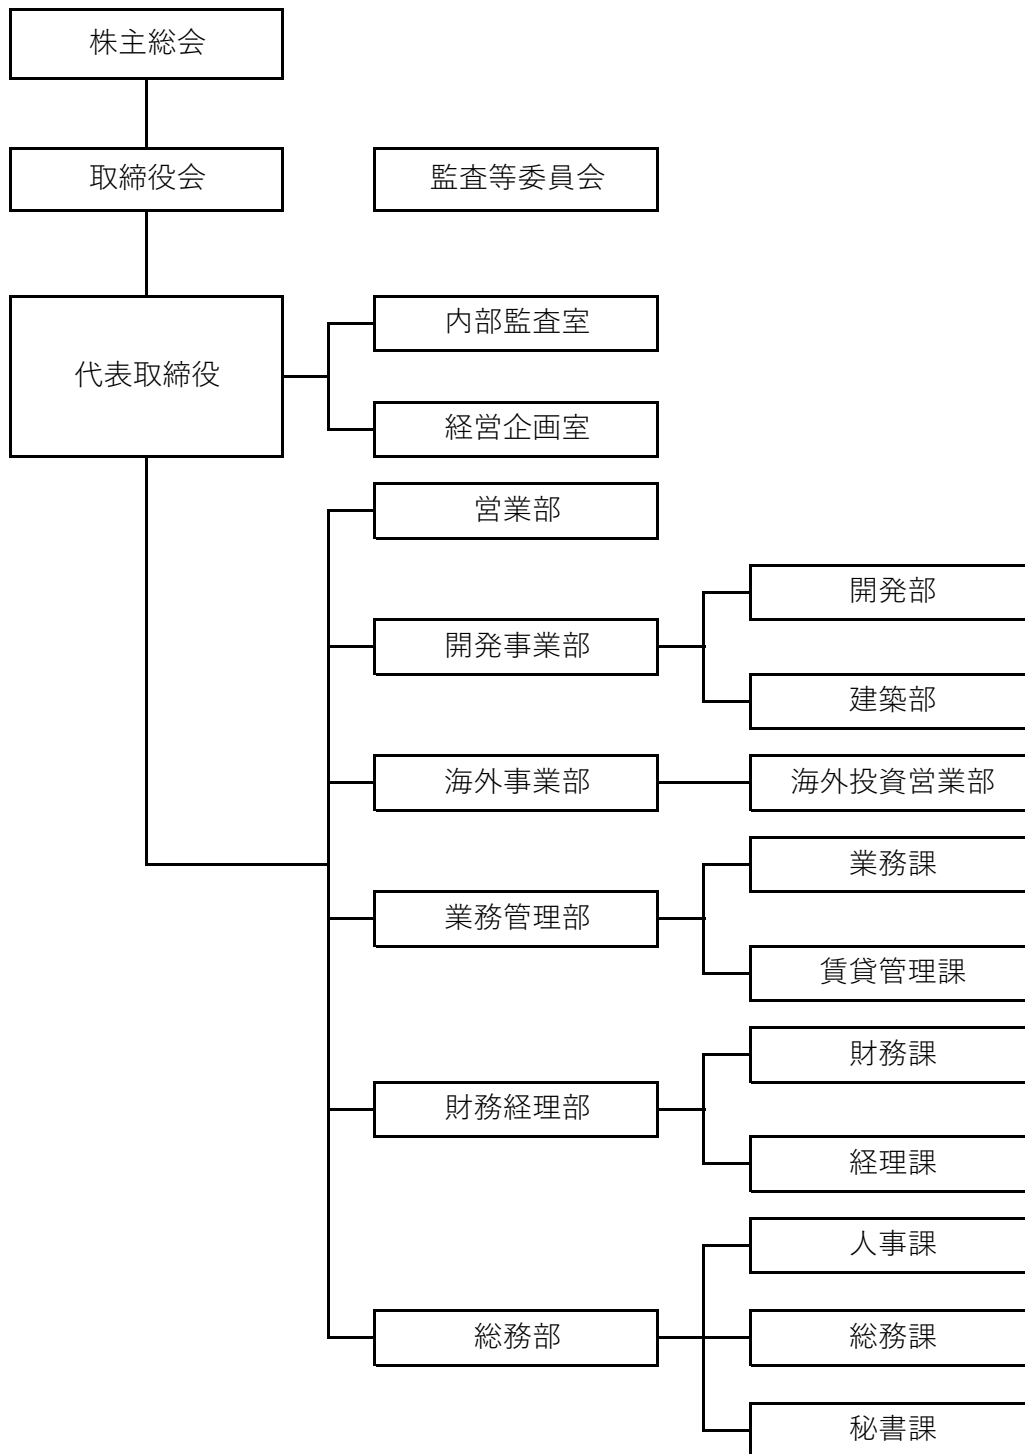 株主総会
取締役会
監査等委員会
代表取締役
内部監査室
経営企画室
営業部
開発事業部
開発部
建築部
海外事業部
海外投資営業部
業務管理部
業務課
賃貸管理課
財務経理部
財務課
経理課
総務部
人事課
総務課
秘書課